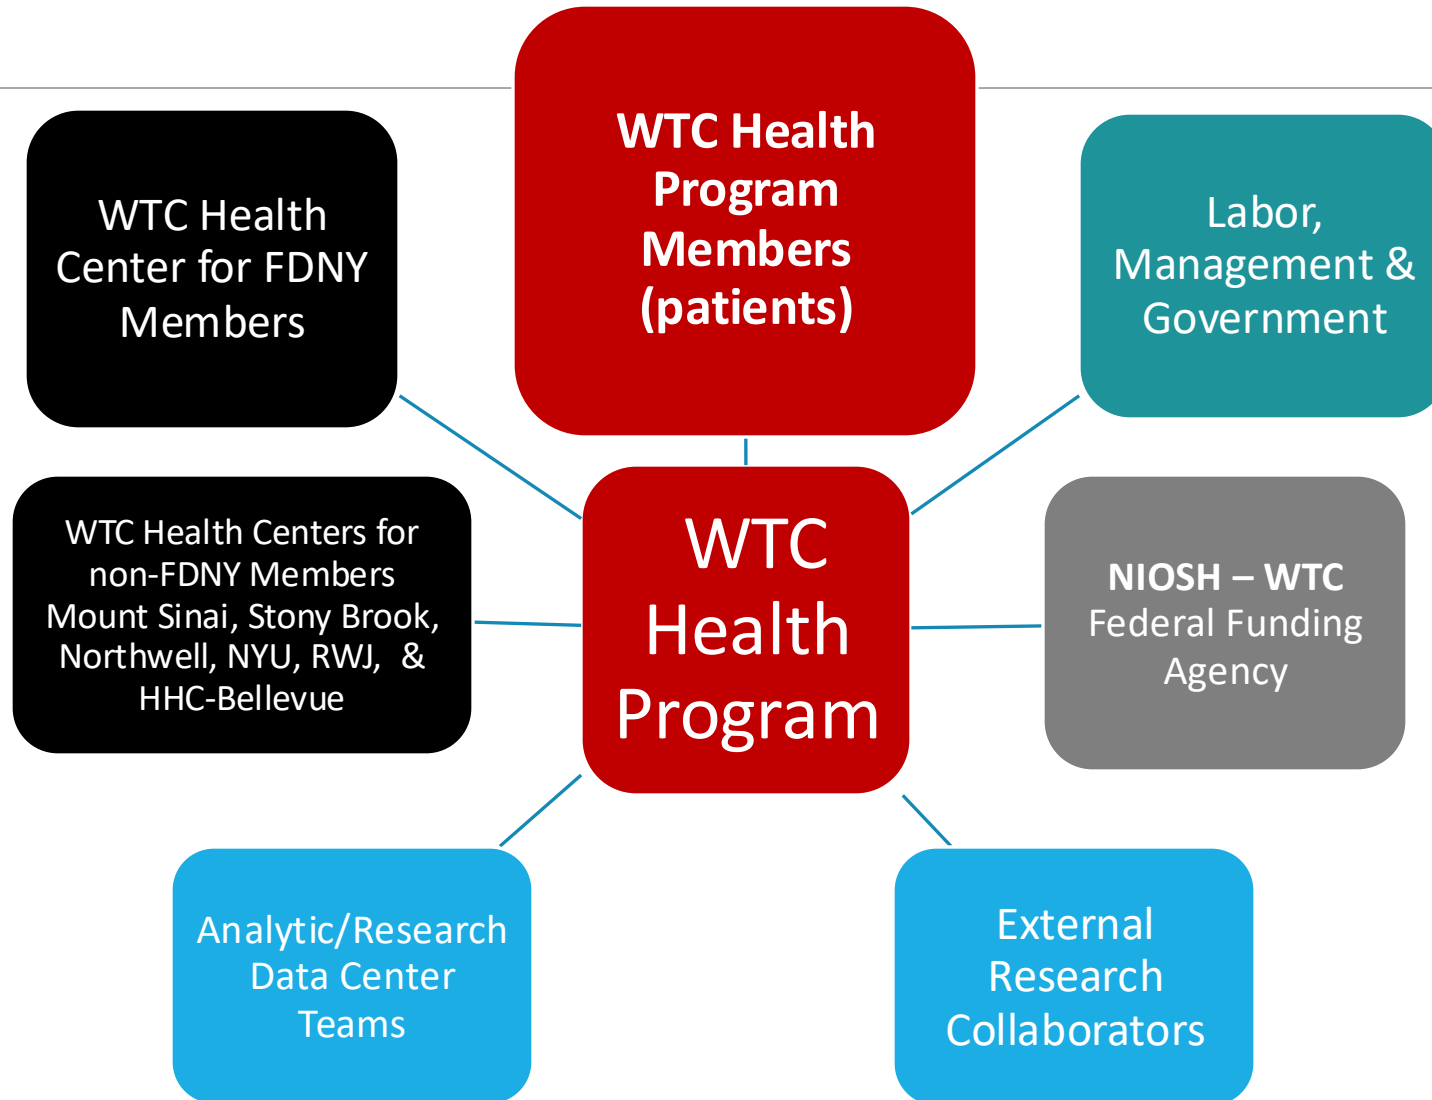 WTC Health
Program
Members
(patients)
WTC Health
Center for FDNY
Members
Labor,
Management &
Government
WTC Health Centers for
non-FDNY Members
Mount Sinai, Stony Brook,
Northwell, NYU, RWJ, &
HHC-Bellevue
WTC
Health
Program
NIOSH – WTC
Federal Funding
Agency
Analytic/Research
Data Center
Teams
External
Research
Collaborators